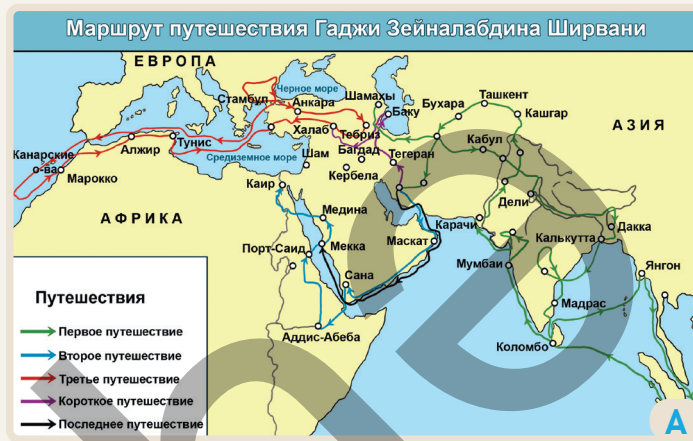 Маршрут путешествия Гаджи Зейналабдина Ширвани
ЕВРОПА
Черное море
Стамбул
Анкара
Шамахы
Баку
Бухара
Ташкент
Кашгар
АЗИЯ
Канарские
о-ва
Марокко
Алжир
Тунис
Средиземное море
Халаб
Тебриз
Шам
Багдад
Кербела
Тегеран
Кабул
Каир
АФРИКА
Медина
Порт-Саид
Мекка
Маскат
Сана
Аддис-Абеба
Карачи
Дели
Калькутта
Дакка
Мумбаи
Янгон
Мадрас
Коломбо
Путешествия
Первое путешествие
Второе путешествие
Третье путешествие
Короткое путешествие
Последнее путешествие
A